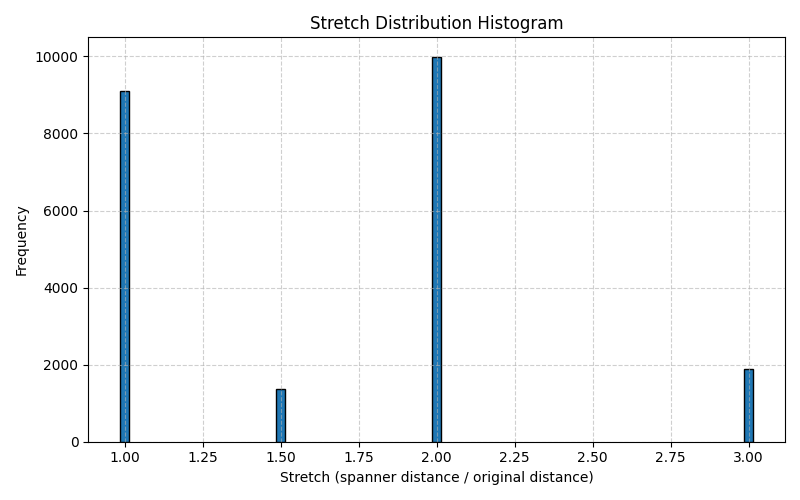 Stretch Distribution Histogram
10000
8000
6000
4000
2000
0
Frequency
1.00 1.25 1.50 1.75 2.00 2.25 2.50 2.75 3.00
Stretch (spanner distance / original distance)